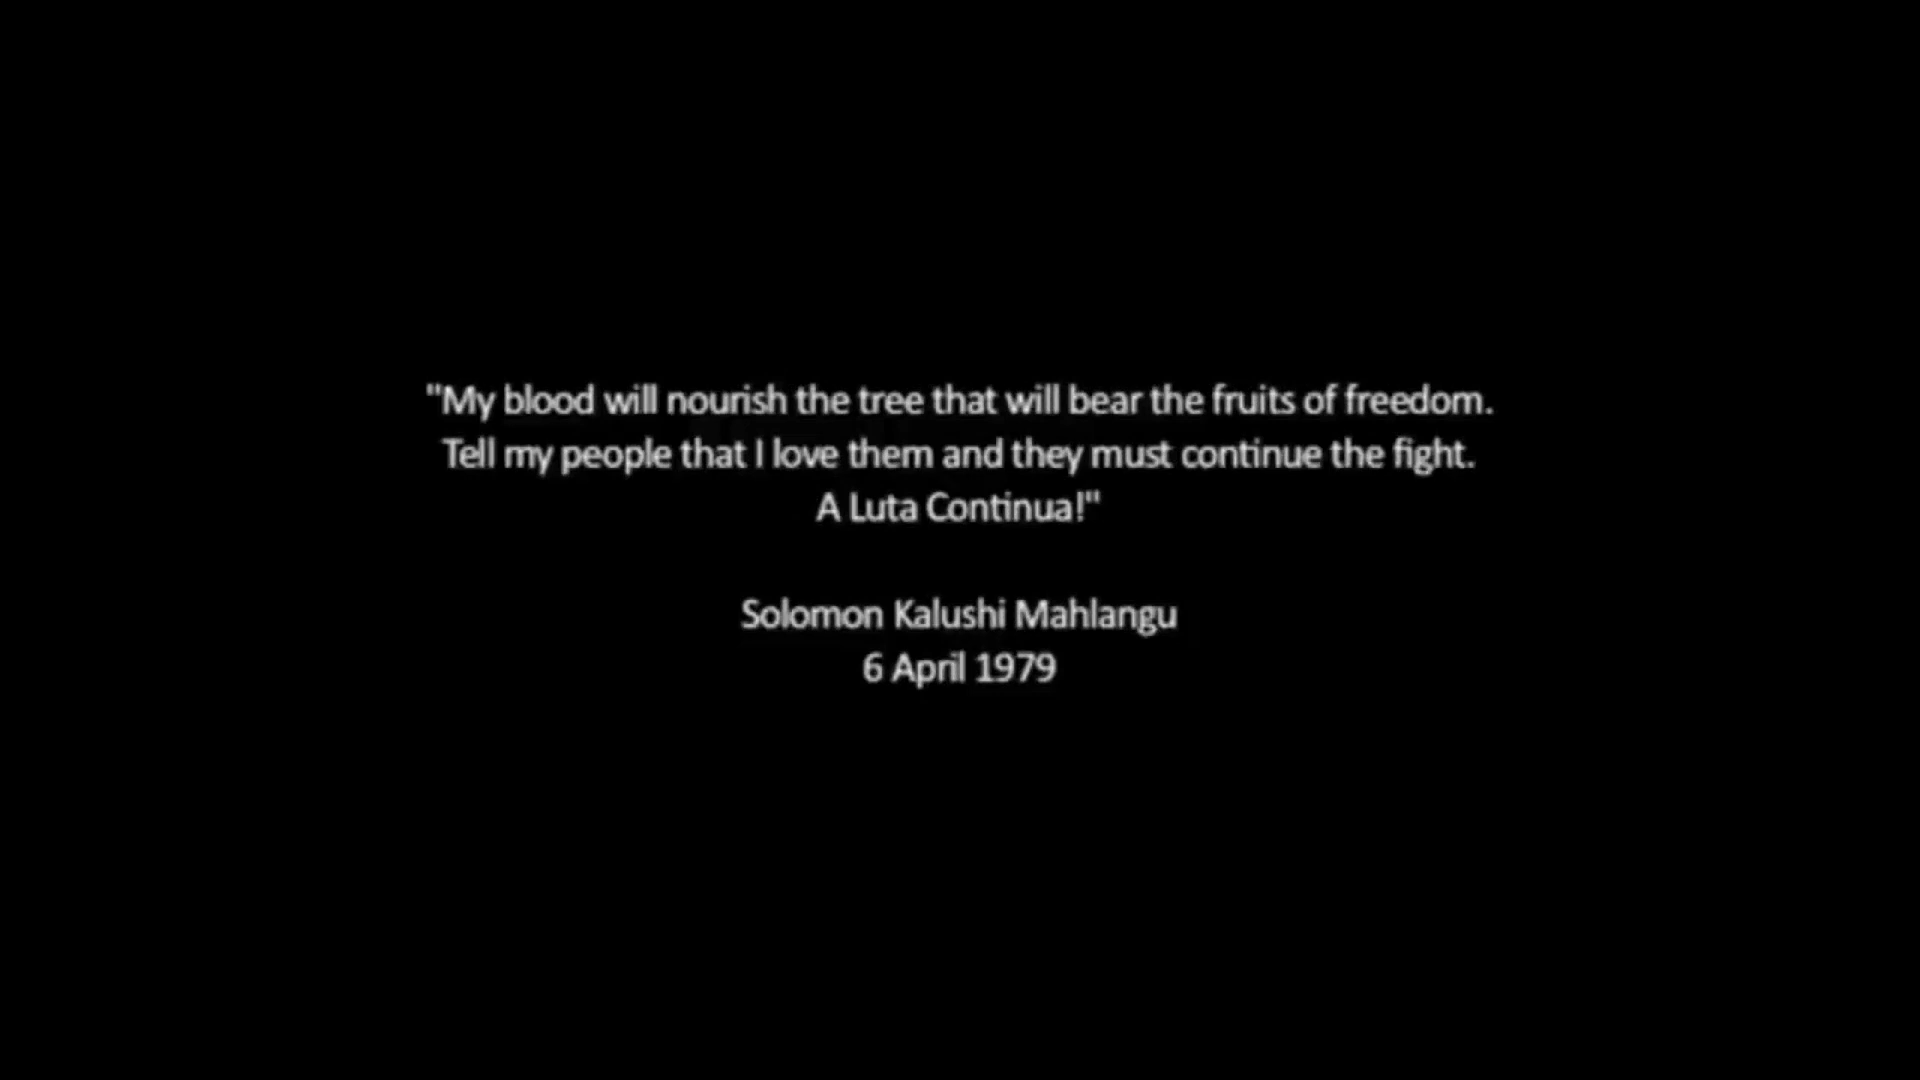 "My blood will nourish the tree that will bear the fruits of freedom.
Tell my people that I love them and they must continue the fight.
A Luta Continua!"
Solomon Kalushi Mahlangu
6 April 1979